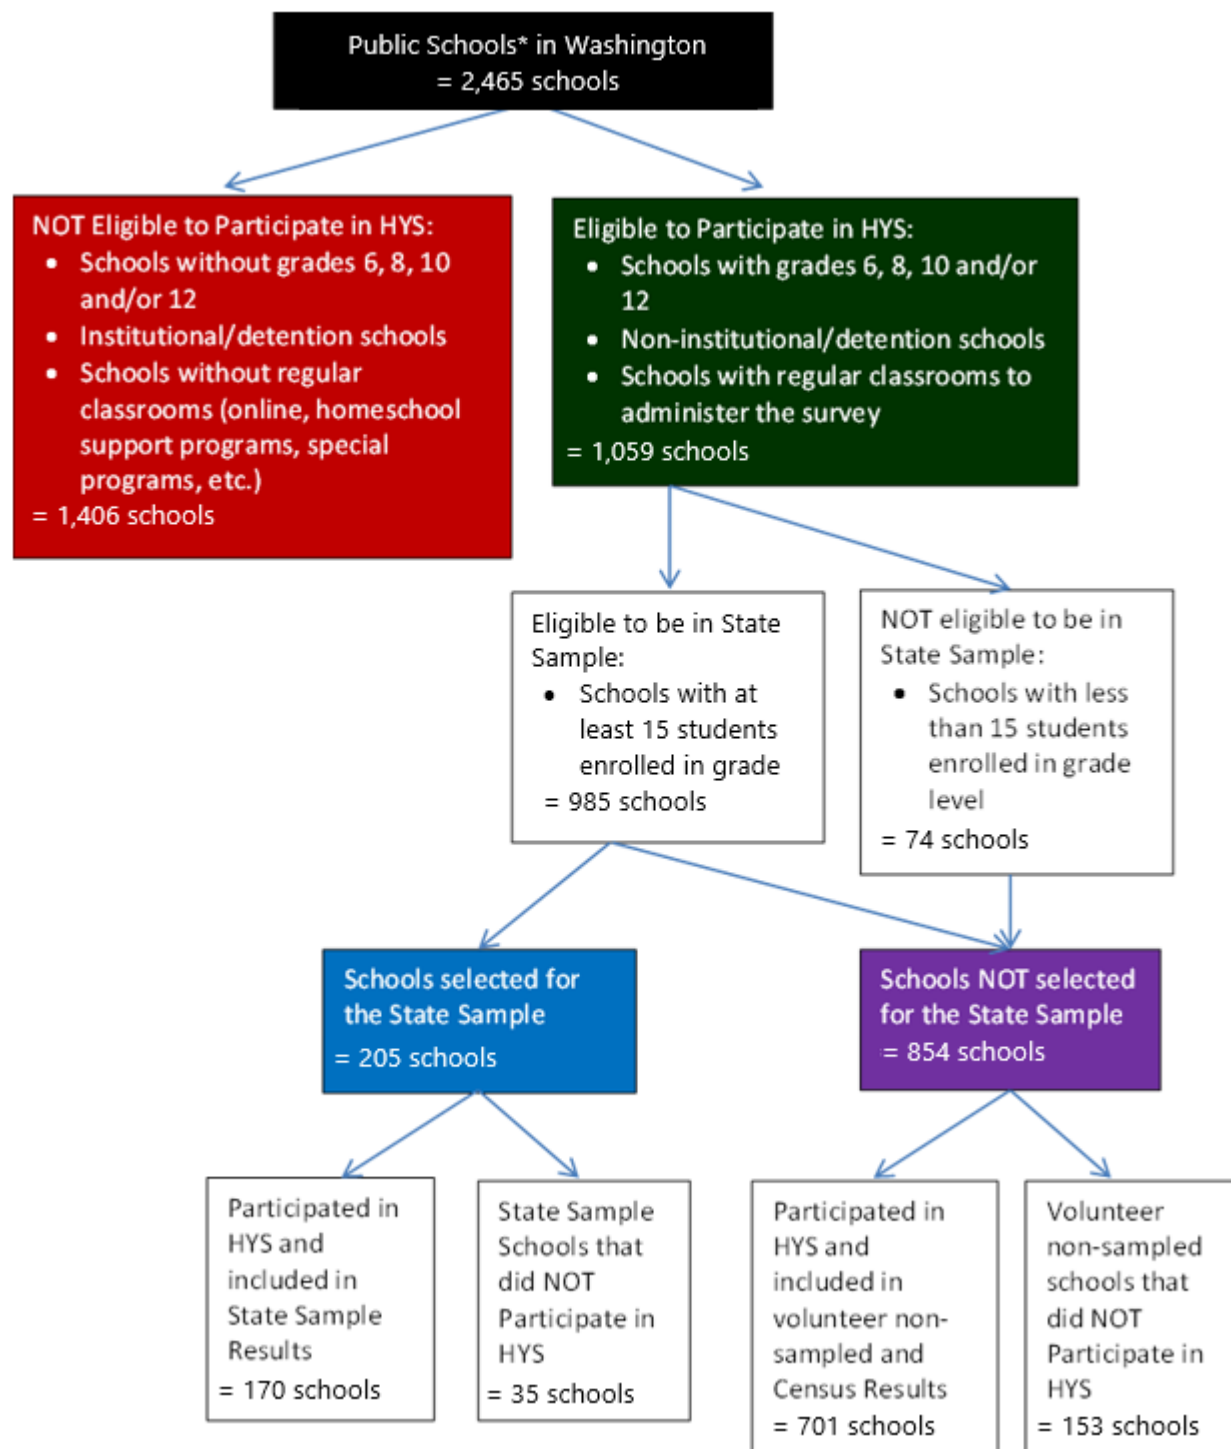 Public Schools* in Washington
= 2,465 schools
NOT Eligible to Participate in HYS:
• Schools without grades 6, 8, 10
and/or 12
• Institutional/detention schools
• Schools without regular
classrooms (online, homeschool
support programs, special
programs, etc.)
= 1,406 schools
Eligible to Participate in HYS:
• Schools with grades 6, 8, 10 and/or
12
• Non-institutional/detention schools
• Schools with regular classrooms to
administer the survey
= 1,059 schools
Eligible to be in State
Sample:
• Schools with at
least 15 students
enrolled in grade
= 985 schools
NOT eligible to be in
State Sample:
• Schools with less
than 15 students
enrolled in grade
level
= 74 schools
Schools selected for
the State Sample
= 205 schools
Schools NOT selected
for the State Sample
= 854 schools
Participated in
HYS and
included in
State Sample
Results
= 170 schools
State Sample
Schools that
did NOT
Participate in
HYS
= 35 schools
Participated in
HYS and
included in
volunteer non-
sampled and
Census Results
= 701 schools
Volunteer
non-sampled
schools that
did NOT
Participate in
HYS
= 153 schools